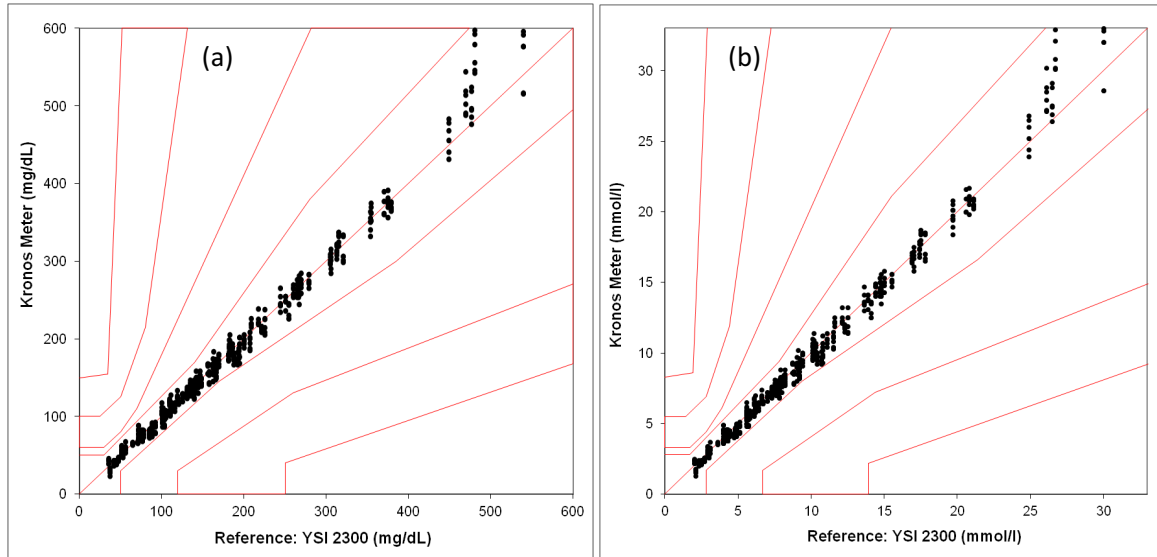 (a)
Kronos Meter (mg/dL)
600
500
400
300
200
100
0
0 100 200 300 400 500 600
Reference: YSI 2300 (mg/dL)
(b)
Kronos Meter (mmol/l)
30
25
20
15
10
5
0
0 5 10 15 20 25 30
Reference: YSI 2300 (mmol/l)